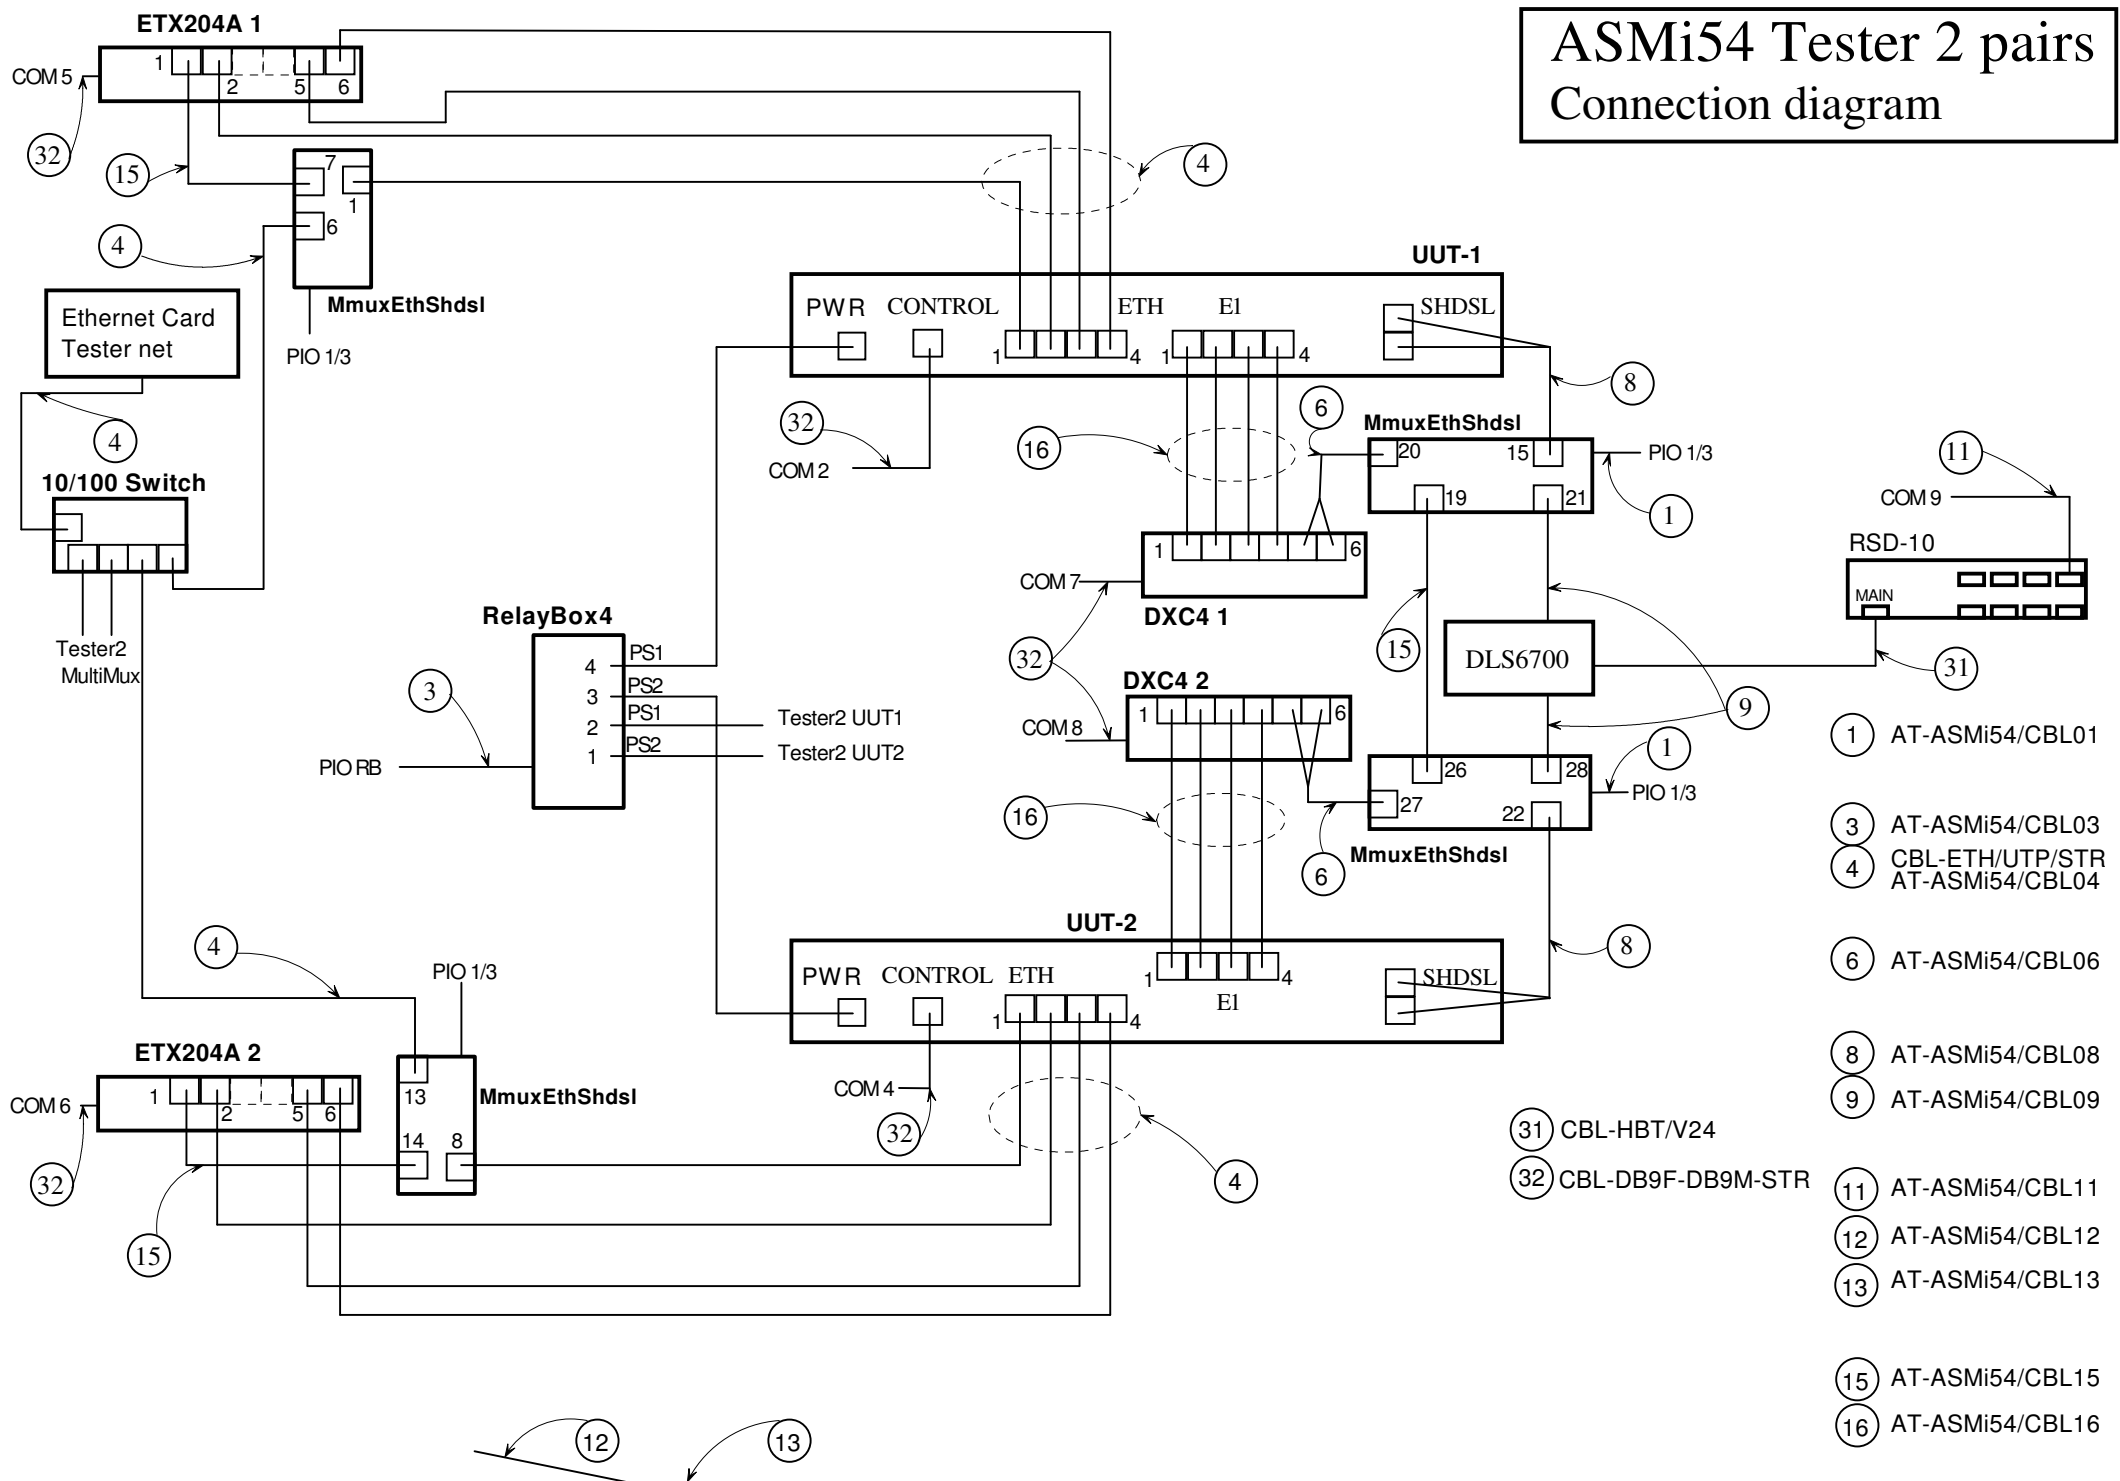 ASMi54 Tester 2 pairs
Connection diagram
ETX204A 1
COM 5
1
2
5
6
32
15
7
1
6
4
4
MmuxEthShdsl
PIO 1/3
Ethernet Card
Tester net
4
10/100 Switch
Tester2
MultiMux
UUT-1
PWR
CONTROL
ETH
E1
SHDSL
1
4
1
4
32
COM 2
16
6
8
MmuxEthShdsl
20
15
19
21
PIO 1/3
1
11
COM 9
RSD-10
MAIN
31
1
6
COM 7
DXC4 1
32
15
DLS6700
9
RelayBox4
4
3
2
1
PS1
PS2
PS1
PS2
Tester2 UUT1
Tester2 UUT2
3
PIO RB
DXC4 2
1
6
COM 8
16
6
26
28
27
22
1
PIO 1/3
MmuxEthShdsl
UUT-2
PWR
CONTROL
ETH
1
4
E1
SHDSL
1
4
8
COM 4
32
4
4
PIO 1/3
ETX204A 2
COM 6
1
2
5
6
32
15
13
14
8
MmuxEthShdsl
1 AT-ASMi54/CBL01
3 AT-ASMi54/CBL03
4 CBL-ETH/UTP/STR
AT-ASMi54/CBL04
6 AT-ASMi54/CBL06
8 AT-ASMi54/CBL08
9 AT-ASMi54/CBL09
31 CBL-HBT/V24
32 CBL-DB9F-DB9M-STR
11 AT-ASMi54/CBL11
12 AT-ASMi54/CBL12
13 AT-ASMi54/CBL13
15 AT-ASMi54/CBL15
16 AT-ASMi54/CBL16
12
13